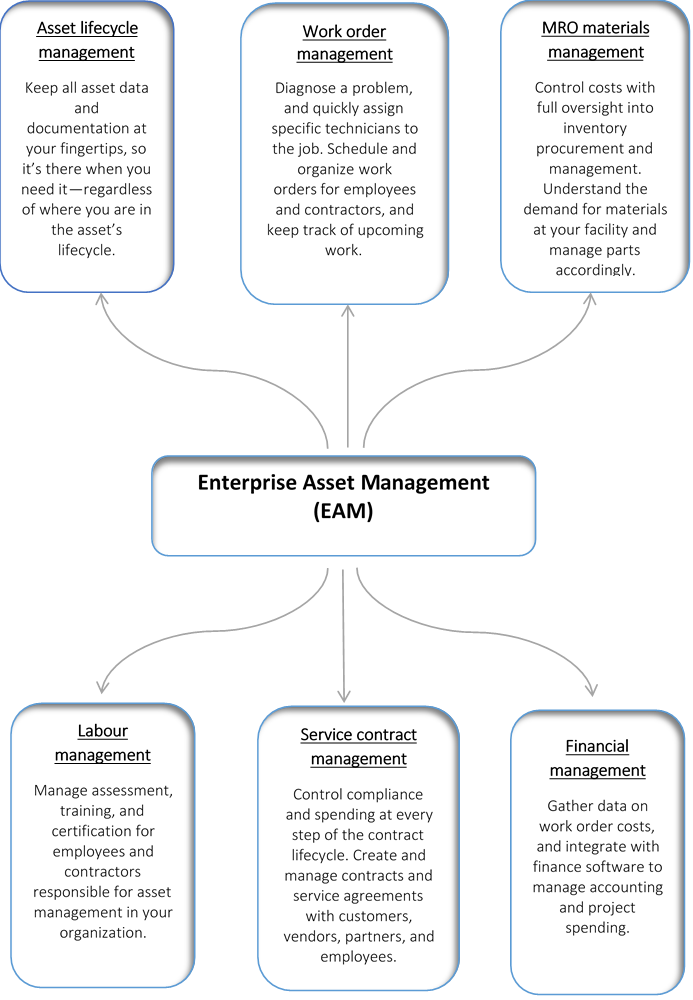 Asset lifecycle
management
Keep all asset data
and
documentation at
your fingertips, so
it’s there when you
need it—regardless
of where you are in
the asset’s
lifecycle.
Work order
management
Diagnose a problem,
and quickly assign
specific technicians to
the job. Schedule and
organize work
orders for employees
and contractors, and
keep track of upcoming
work.
MRO materials
management
Control costs with
full oversight into
inventory
procurement and
management.
Understand the
demand for materials
at your facility and
manage parts
accordingly.
Enterprise Asset Management
(EAM)
Labour
management
Manage assessment,
training, and
certification for
employees and
contractors
responsible for asset
management in your
organization.
Service contract
management
Control compliance
and spending at every
step of the contract
lifecycle. Create and
manage contracts and
service agreements
with customers,
vendors, partners, and
employees.
Financial
management
Gather data on
work order costs,
and integrate with
finance software to
manage accounting
and project
spending.